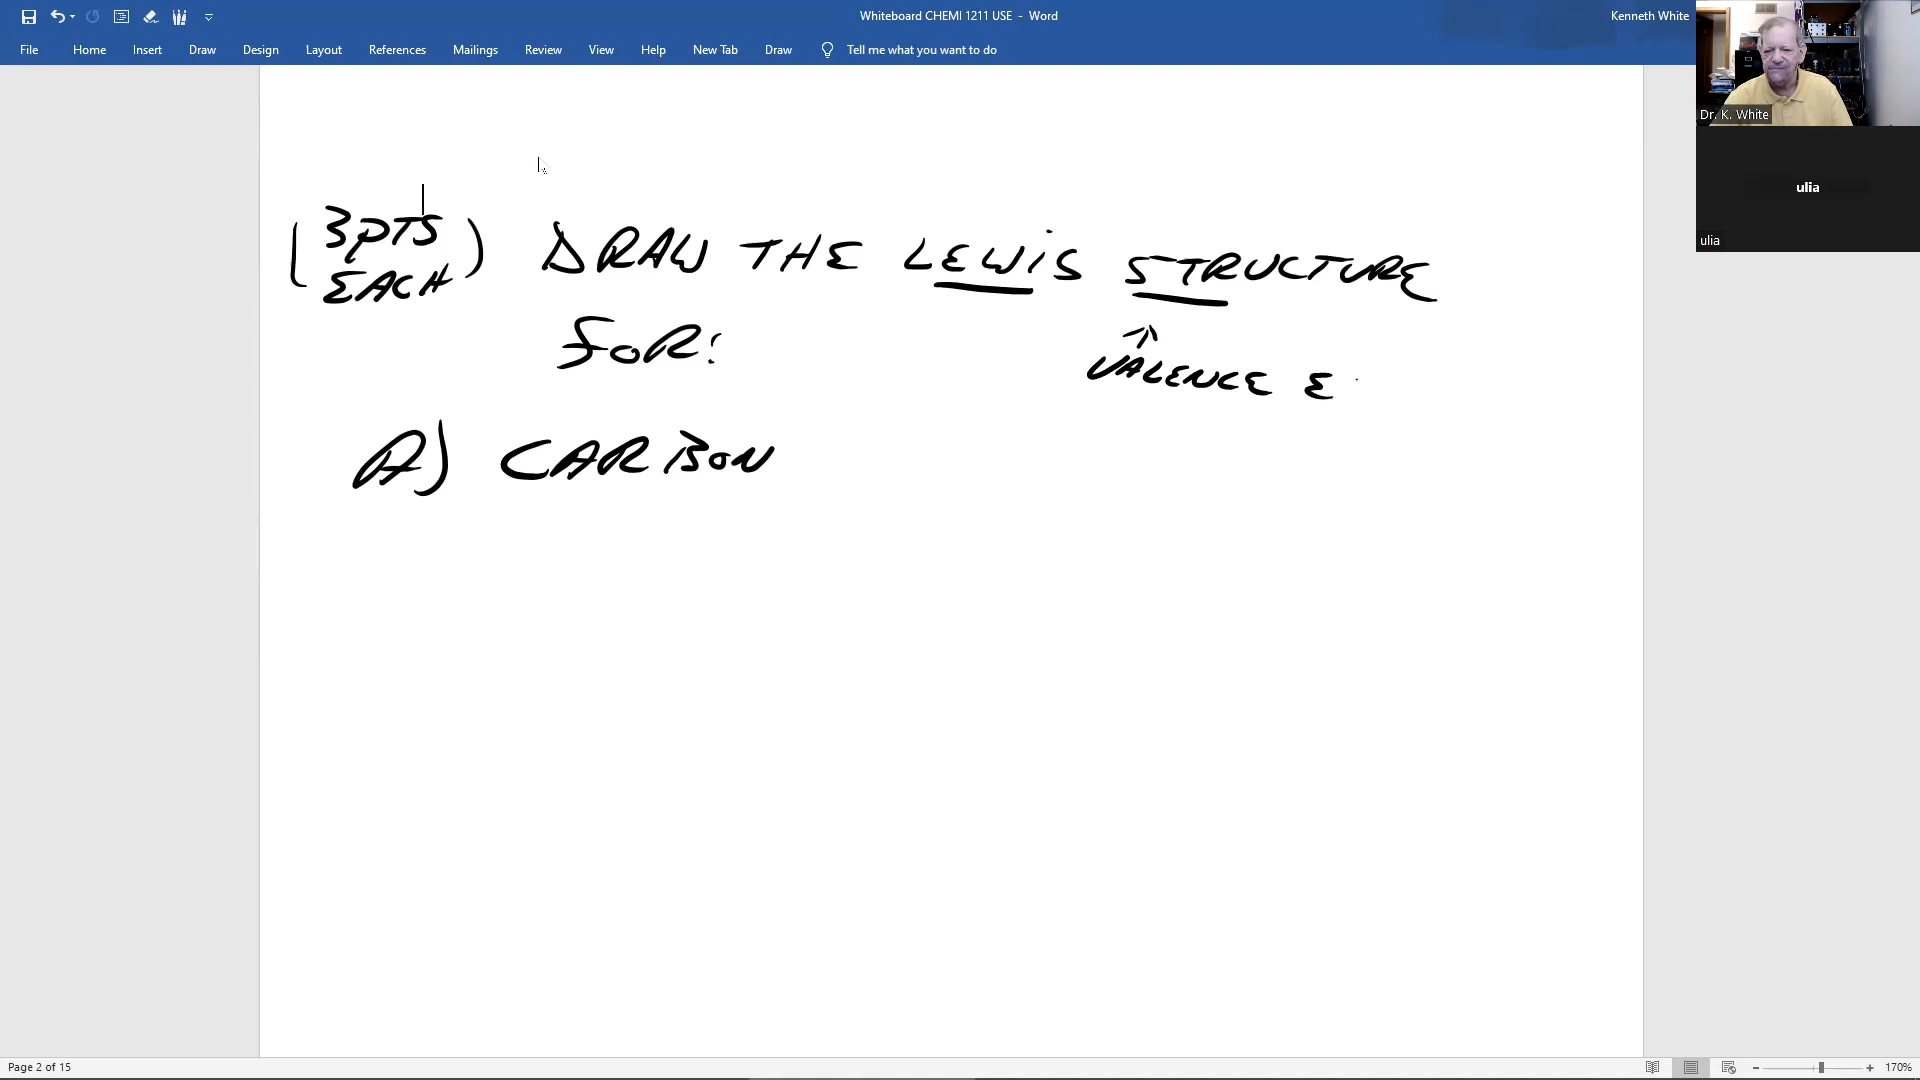 Whiteboard CHEMI 1211 USE - Word
Kenneth White
File Home Insert Draw Design Layout References Mailings Review View Help New Tab Draw Tell me what you want to do
Dr. K. White
ulia
ulia
(3PTS EACH) DRAW THE LEWiS STRUCTURE
FOR:
VALENCE E
A) CARBON
Page 2 of 15
170%